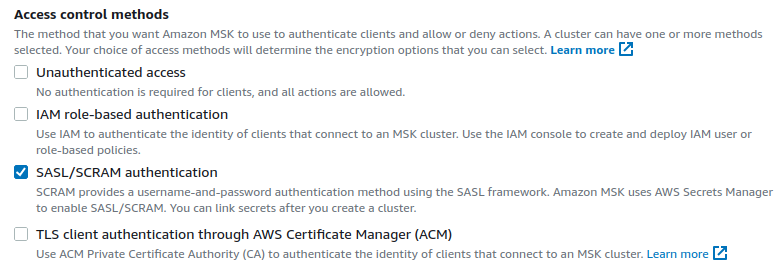 Access control methods
The method that you want Amazon MSK to use to authenticate clients and allow or deny actions. A cluster can have one or more methods
selected. Your choice of access methods will determine the encryption options that you can select. Learn more
Unauthenticated access
No authentication is required for clients, and all actions are allowed.
IAM role-based authentication
Use IAM to authenticate the identity of clients that connect to an MSK cluster. Use the IAM console to create and deploy IAM user or
role-based policies.
SASL/SCRAM authentication
SCRAM provides a username-and-password authentication method using the SASL framework. Amazon MSK uses AWS Secrets Manager
to enable SASL/SCRAM. You can link secrets after you create a cluster.
TLS client authentication through AWS Certificate Manager (ACM)
Use ACM Private Certificate Authority (CA) to authenticate the identity of clients that connect to an MSK cluster. Learn more